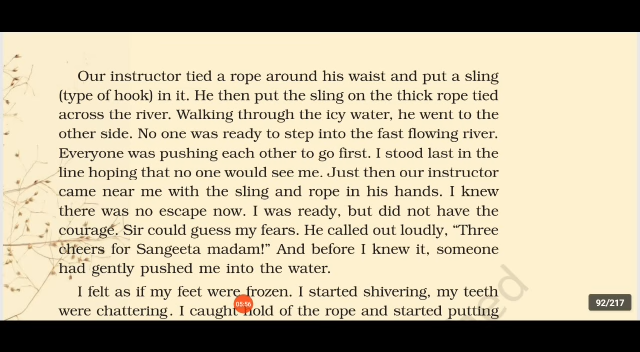 Our instructor tied a rope around his waist and put a sling
(type of hook) in it. He then put the sling on the thick rope tied
across the river. Walking through the icy water, he went to the
other side. No one was ready to step into the fast flowing river.
Everyone was pushing each other to go first. I stood last in the
line hoping that no one would see me. Just then our instructor
came near me with the sling and rope in his hands. I knew
there was no escape now. I was ready, but did not have the
courage. Sir could guess my fears. He called out loudly, “Three
cheers for Sangeeta madam!” And before I knew it, someone
had gently pushed me into the water.
I felt as if my feet were frozen. I started shivering, my teeth
were chattering. I caught hold of the rope and started putting
05:56
92/217